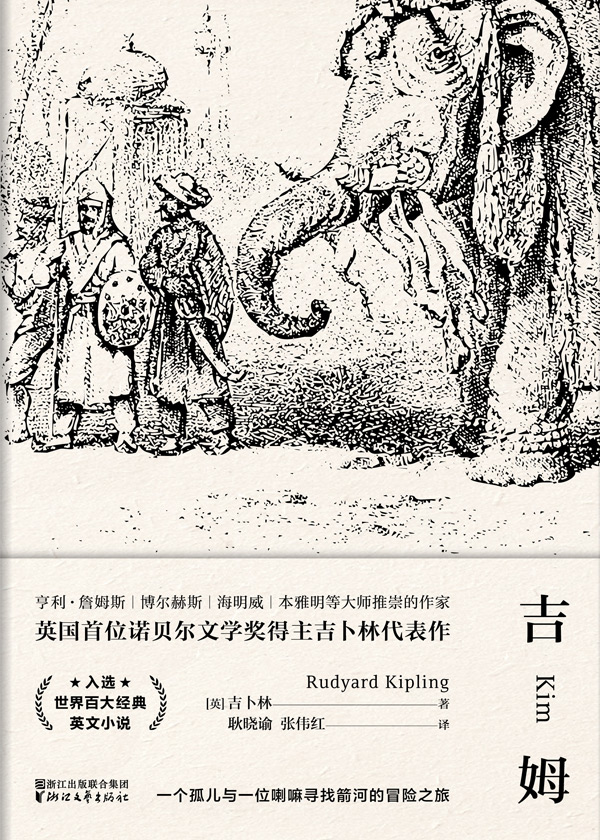 亨利·詹姆斯|博尔赫斯|海明威|本雅明等大师推崇的作家
英国首位诺贝尔文学奖得主吉卜林代表作
★入选★
世界百大经典
英文小说
Rudyard Kipling
[英]吉卜林 著
耿晓谕 张伟红 译
浙江出版联合集团
浙江文艺出版社
一个孤儿与一位喇嘛寻找箭河的冒险之旅
吉
Kim
姆